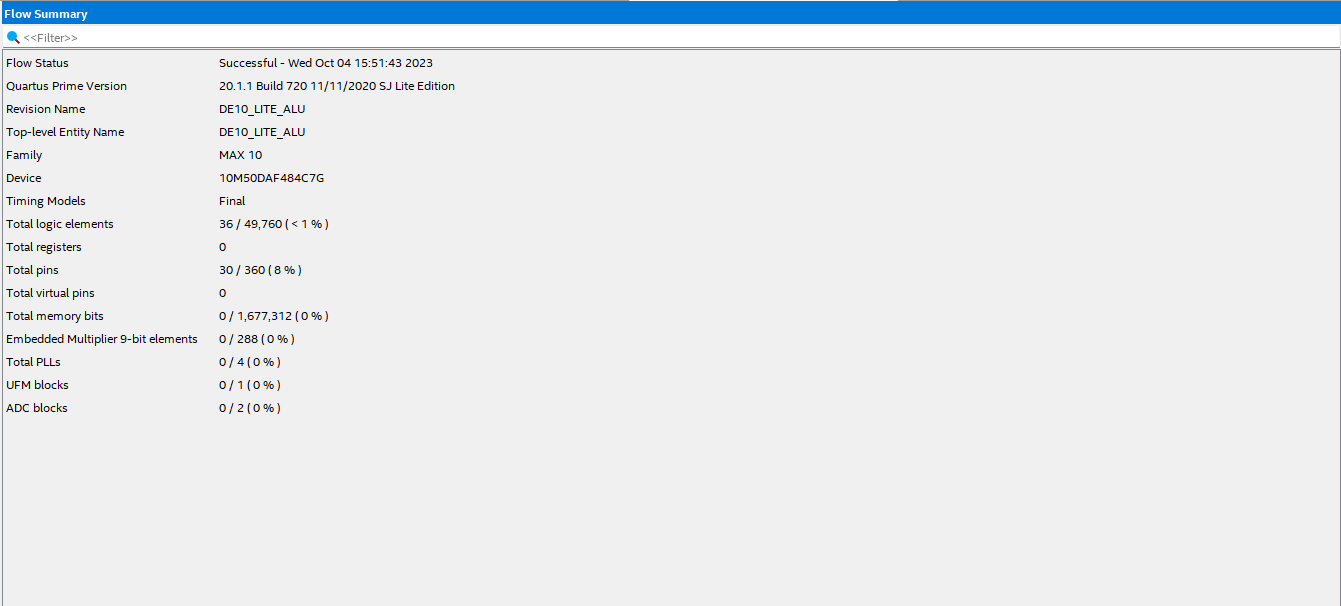 Flow Summary
<<Filter>>
Flow Status Successful - Wed Oct 04 15:51:43 2023
Quartus Prime Version 20.1.1 Build 720 11/11/2020 SJ Lite Edition
Revision Name DE10_LITE_ALU
Top-level Entity Name DE10_LITE_ALU
Family MAX 10
Device 10M50DAF484C7G
Timing Models Final
Total logic elements 36 / 49,760 ( < 1 % )
Total registers 0
Total pins 30 / 360 ( 8 % )
Total virtual pins 0
Total memory bits 0 / 1,677,312 ( 0 % )
Embedded Multiplier 9-bit elements 0 / 288 ( 0 % )
Total PLLs 0 / 4 ( 0 % )
UFM blocks 0 / 1 ( 0 % )
ADC blocks 0 / 2 ( 0 % )